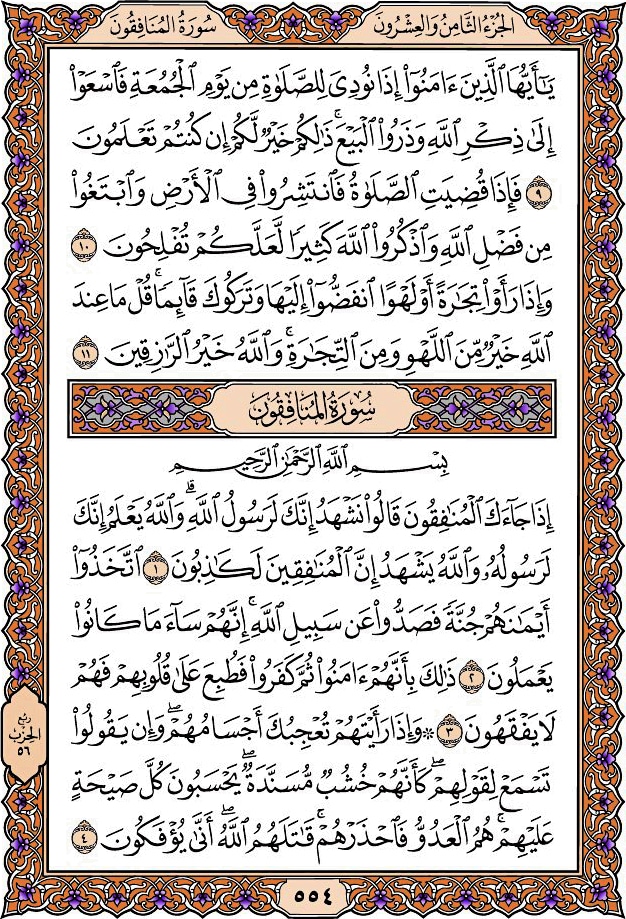 الجُزْءُ الثَّامِنُ وَالعِشْرُونَ
سُورَةُ المُنَافِقُونَ
يَٰٓأَيُّهَا ٱلَّذِينَ ءَامَنُوٓا۟ إِذَا نُودِىَ لِلصَّلَوٰةِ مِن يَوْمِ ٱلْجُمُعَةِ فَٱسْعَوْا۟
إِلَىٰ ذِكْرِ ٱللَّهِ وَذَرُوا۟ ٱلْبَيْعَ ۚ ذَٰلِكُمْ خَيْرٌ لَّكُمْ إِن كُنتُمْ تَعْلَمُونَ
٩ فَإِذَا قُضِيَتِ ٱلصَّلَوٰةُ فَٱنتَشِرُوا۟ فِى ٱلْأَرْضِ وَٱبْتَغُوا۟
مِن فَضْلِ ٱللَّهِ وَٱذْكُرُوا۟ ٱللَّهَ كَثِيرًا لَّعَلَّكُمْ تُفْلِحُونَ ١٠
وَإِذَا رَأَوْا۟ تِجَٰرَةً أَوْ لَهْوًا ٱنفَضُّوٓا۟ إِلَيْهَا وَتَرَكُوكَ قَآئِمًا ۚ قُلْ مَا عِندَ
ٱللَّهِ خَيْرٌ مِّنَ ٱللَّهْوِ وَمِنَ ٱلتِّجَٰرَةِ ۚ وَٱللَّهُ خَيْرُ ٱلرَّٰزِقِينَ ١١
سُورَةُ المُنَافِقُونَ
بِسْمِ ٱللَّهِ ٱلرَّحْمَٰنِ ٱلرَّحِيمِ
إِذَا جَآءَكَ ٱلْمُنَٰفِقُونَ قَالُوا۟ نَشْهَدُ إِنَّكَ لَرَسُولُ ٱللَّهِ ۗ وَٱللَّهُ يَعْلَمُ إِنَّكَ
لَرَسُولُهُۥ وَٱللَّهُ يَشْهَدُ إِنَّ ٱلْمُنَٰفِقِينَ لَكَٰذِبُونَ ١ ٱتَّخَذُوٓا۟
أَيْمَٰنَهُمْ جُنَّةً فَصَدُّوا۟ عَن سَبِيلِ ٱللَّهِ ۚ إِنَّهُمْ سَآءَ مَا كَانُوا۟
يَعْمَلُونَ ٢ ذَٰلِكَ بِأَنَّهُمْ ءَامَنُوا۟ ثُمَّ كَفَرُوا۟ فَطُبِعَ عَلَىٰ قُلُوبِهِمْ فَهُمْ
لَا يَفْقَهُونَ ٣ ۞ وَإِذَا رَأَيْتَهُمْ تُعْجِبُكَ أَجْسَامُهُمْ ۖ وَإِن يَقُولُوا۟
تَسْمَعْ لِقَوْلِهِمْ ۖ كَأَنَّهُمْ خُشُبٌ مُّسَنَّدَةٌ ۖ يَحْسَبُونَ كُلَّ صَيْحَةٍ
عَلَيْهِمْ ۚ هُمُ ٱلْعَدُوُّ فَٱحْذَرْهُمْ ۚ قَٰتَلَهُمُ ٱللَّهُ ۖ أَنَّىٰ يُؤْفَكُونَ ٤
رُبع
الحِزْب
٥٦
٥٥٤